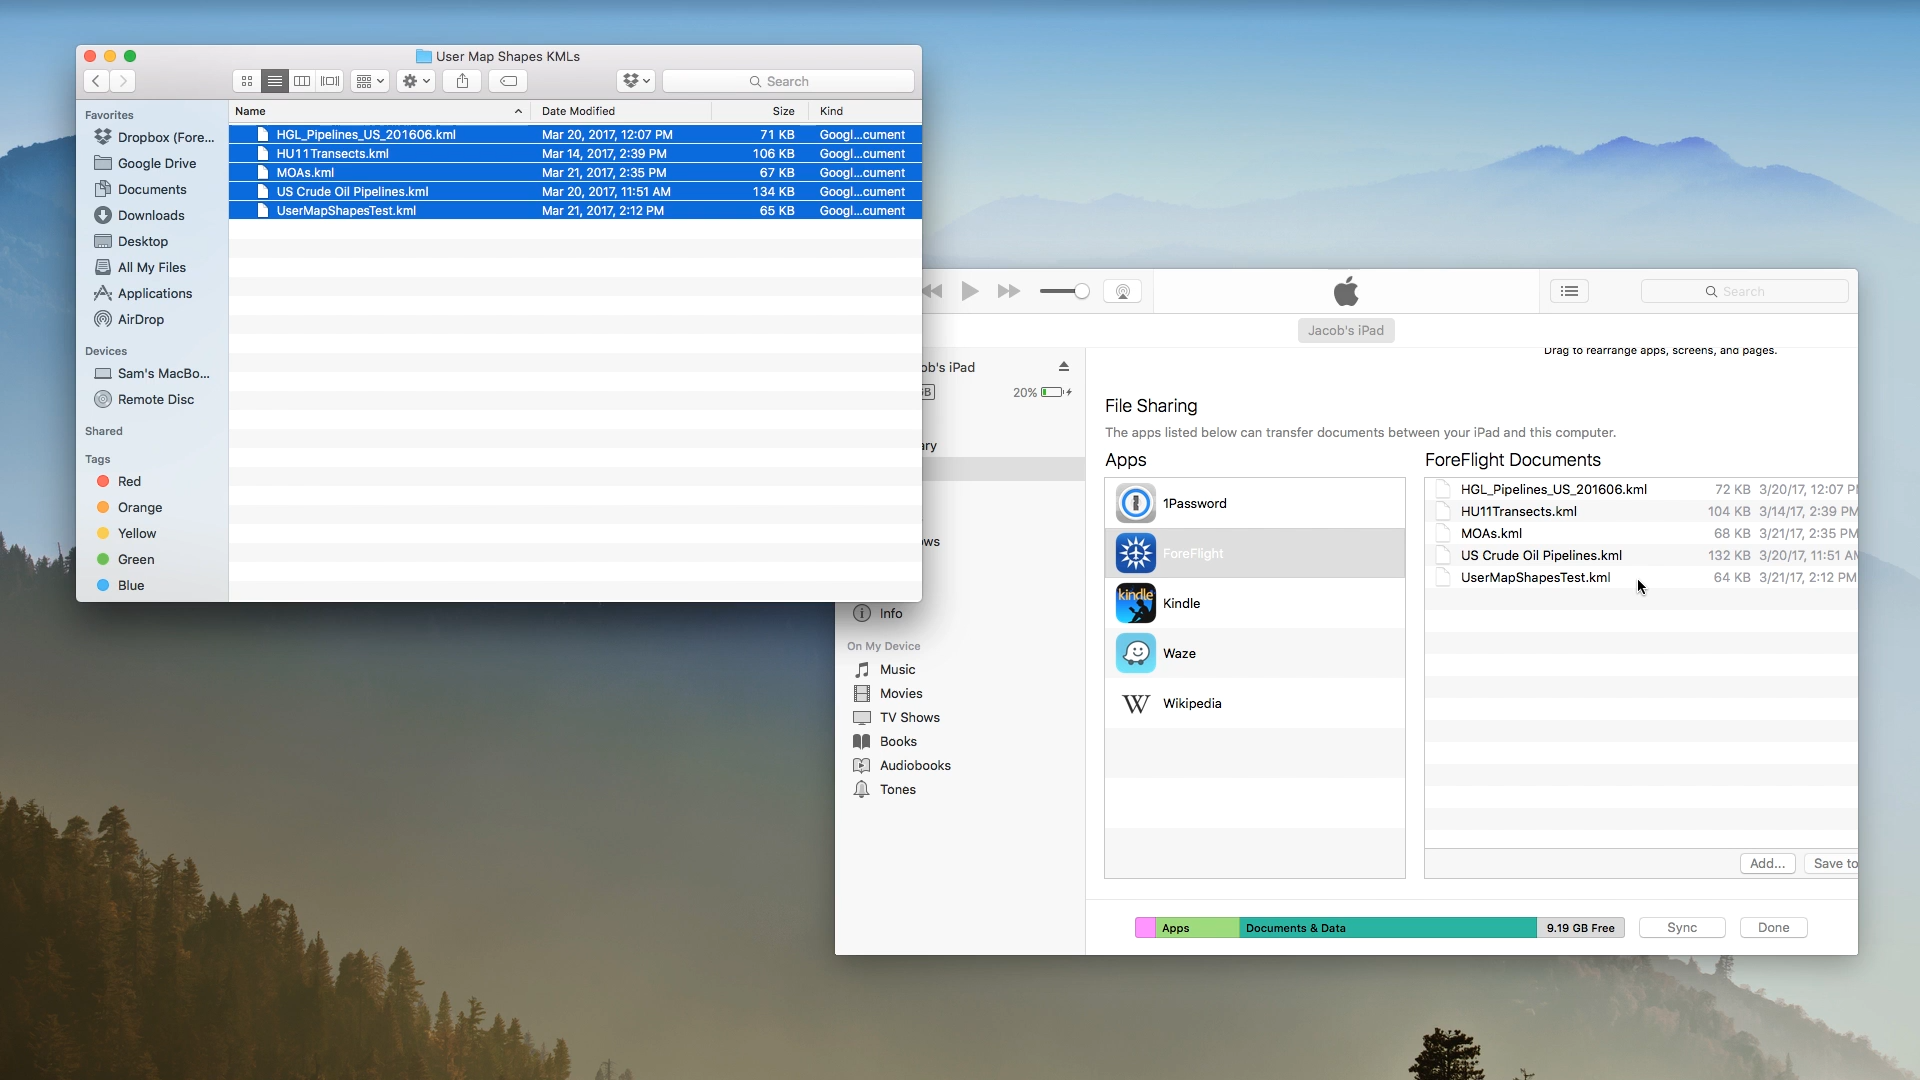 User Map Shapes KMLs
Search
Favorites
Dropbox (Fore...
Google Drive
Documents
Downloads
Desktop
All My Files
Applications
AirDrop
Devices
Sam's MacBo...
Remote Disc
Shared
Tags
Red
Orange
Yellow
Green
Blue
Name Date Modified Size Kind
HGL_Pipelines_US_201606.kml Mar 20, 2017, 12:07 PM 71 KB Googl...cument
HU11Transects.kml Mar 14, 2017, 2:39 PM 106 KB Googl...cument
MOAs.kml Mar 21, 2017, 2:35 PM 67 KB Googl...cument
US Crude Oil Pipelines.kml Mar 20, 2017, 11:51 AM 134 KB Googl...cument
UserMapShapesTest.kml Mar 21, 2017, 2:12 PM 65 KB Googl...cument
Search
Jacob's iPad
ob's iPad
20%
ary
ows
Info
On My Device
Music
Movies
TV Shows
Books
Audiobooks
Tones
Drag to rearrange apps, screens, and pages.
File Sharing
The apps listed below can transfer documents between your iPad and this computer.
Apps
1Password
ForeFlight
kindle
Kindle
Waze
W Wikipedia
ForeFlight Documents
HGL_Pipelines_US_201606.kml 72 KB 3/20/17, 12:07 P
HU11Transects.kml 104 KB 3/14/17, 2:39 PM
MOAs.kml 68 KB 3/21/17, 2:35 PM
US Crude Oil Pipelines.kml 132 KB 3/20/17, 11:51 A
UserMapShapesTest.kml 64 KB 3/21/17, 2:12 PM
Add... Save to
Apps Documents & Data 9.19 GB Free Sync Done